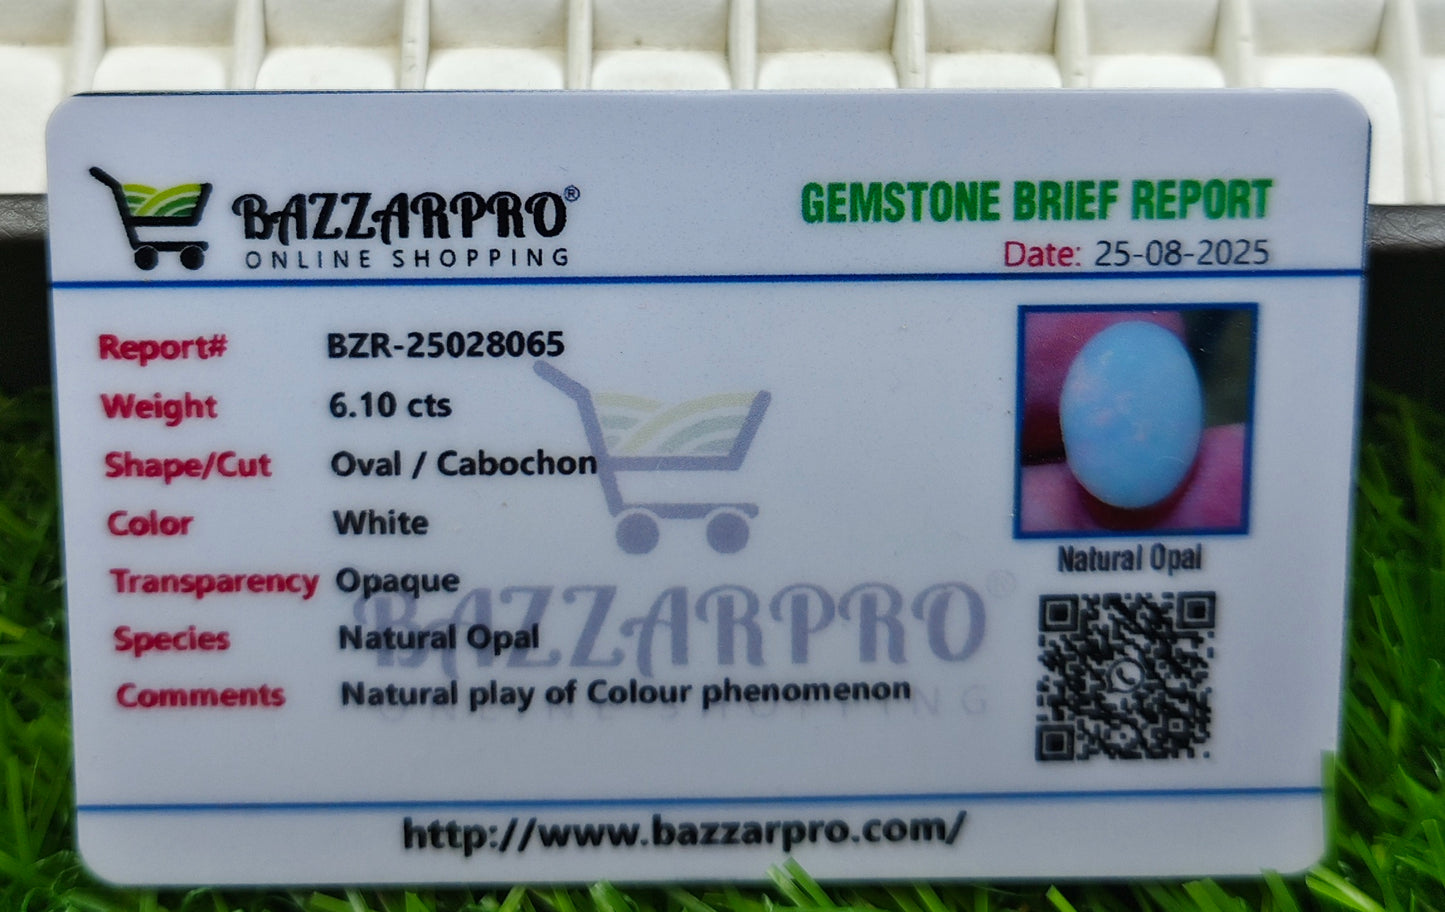 BAZZARPRO®
ONLINE SHOPPING
GEMSTONE BRIEF REPORT
Date: 25-08-2025
Report# BZR-25028065
Weight 6.10 cts
Shape/Cut Oval / Cabochon
Color White
Transparency Opaque
Species Natural Opal
Comments Natural play of Colour phenomenon
Natural Opal
BAZZARPRO®
ONLINE SHOPPING
http://www.bazzarpro.com/